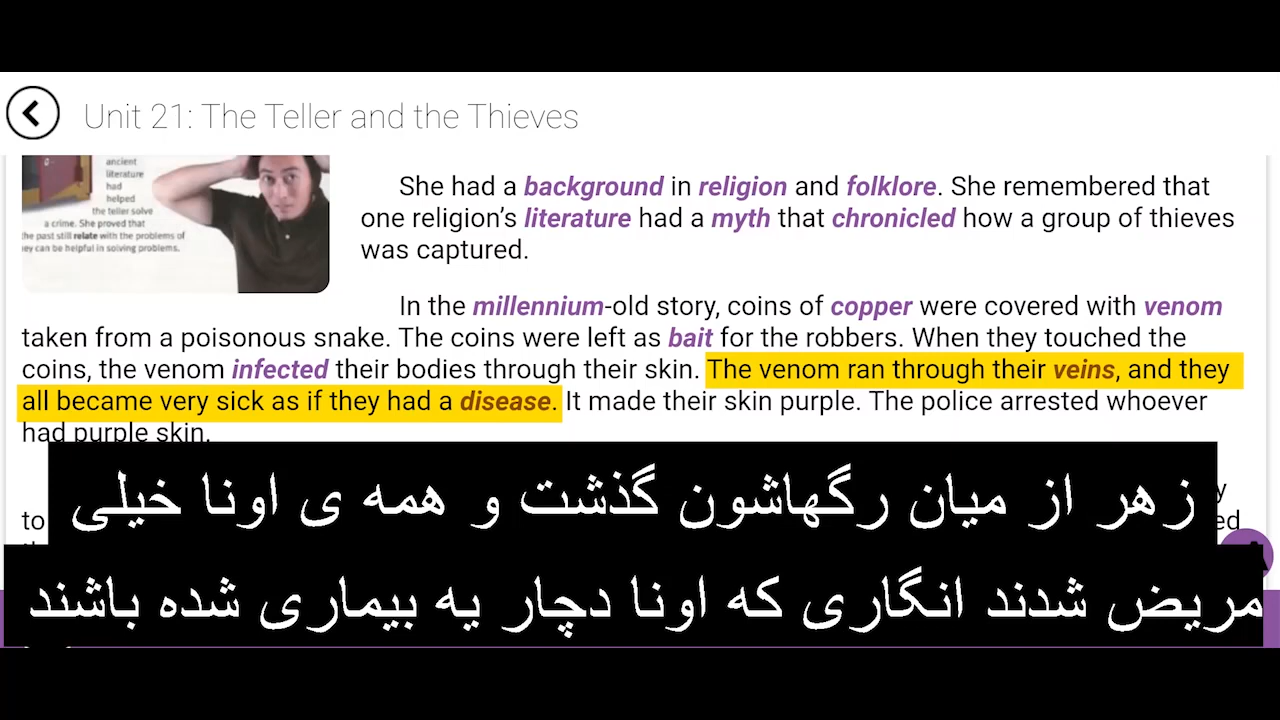 Unit 21: The Teller and the Thieves
ancient
literature
had
helped
the teller solve
a crime. She proved that
the past still relate with the problems of
ey can be helpful in solving problems.
She had a background in religion and folklore. She remembered that
one religion's literature had a myth that chronicled how a group of thieves
was captured.
In the millennium-old story, coins of copper were covered with venom
taken from a poisonous snake. The coins were left as bait for the robbers. When they touched the
coins, the venom infected their bodies through their skin. The venom ran through their veins, and they
all became very sick as if they had a disease. It made their skin purple. The police arrested whoever
had purple skin.
to
زهر از میان رگهاشون گذشت و همه ی اونا خیلی
مریض شدند انگاری که اونا دچار یه بیماری شده باشند